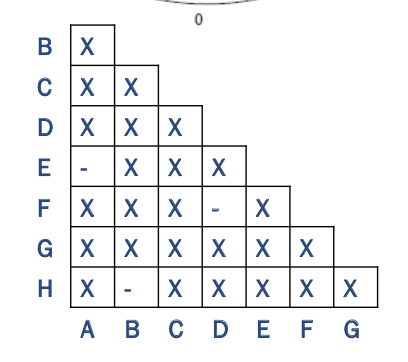 0
B X
C X X
D X X X
E - X X X
F X X X - X
G X X X X X X
H X - X X X X X
A B C D E F G